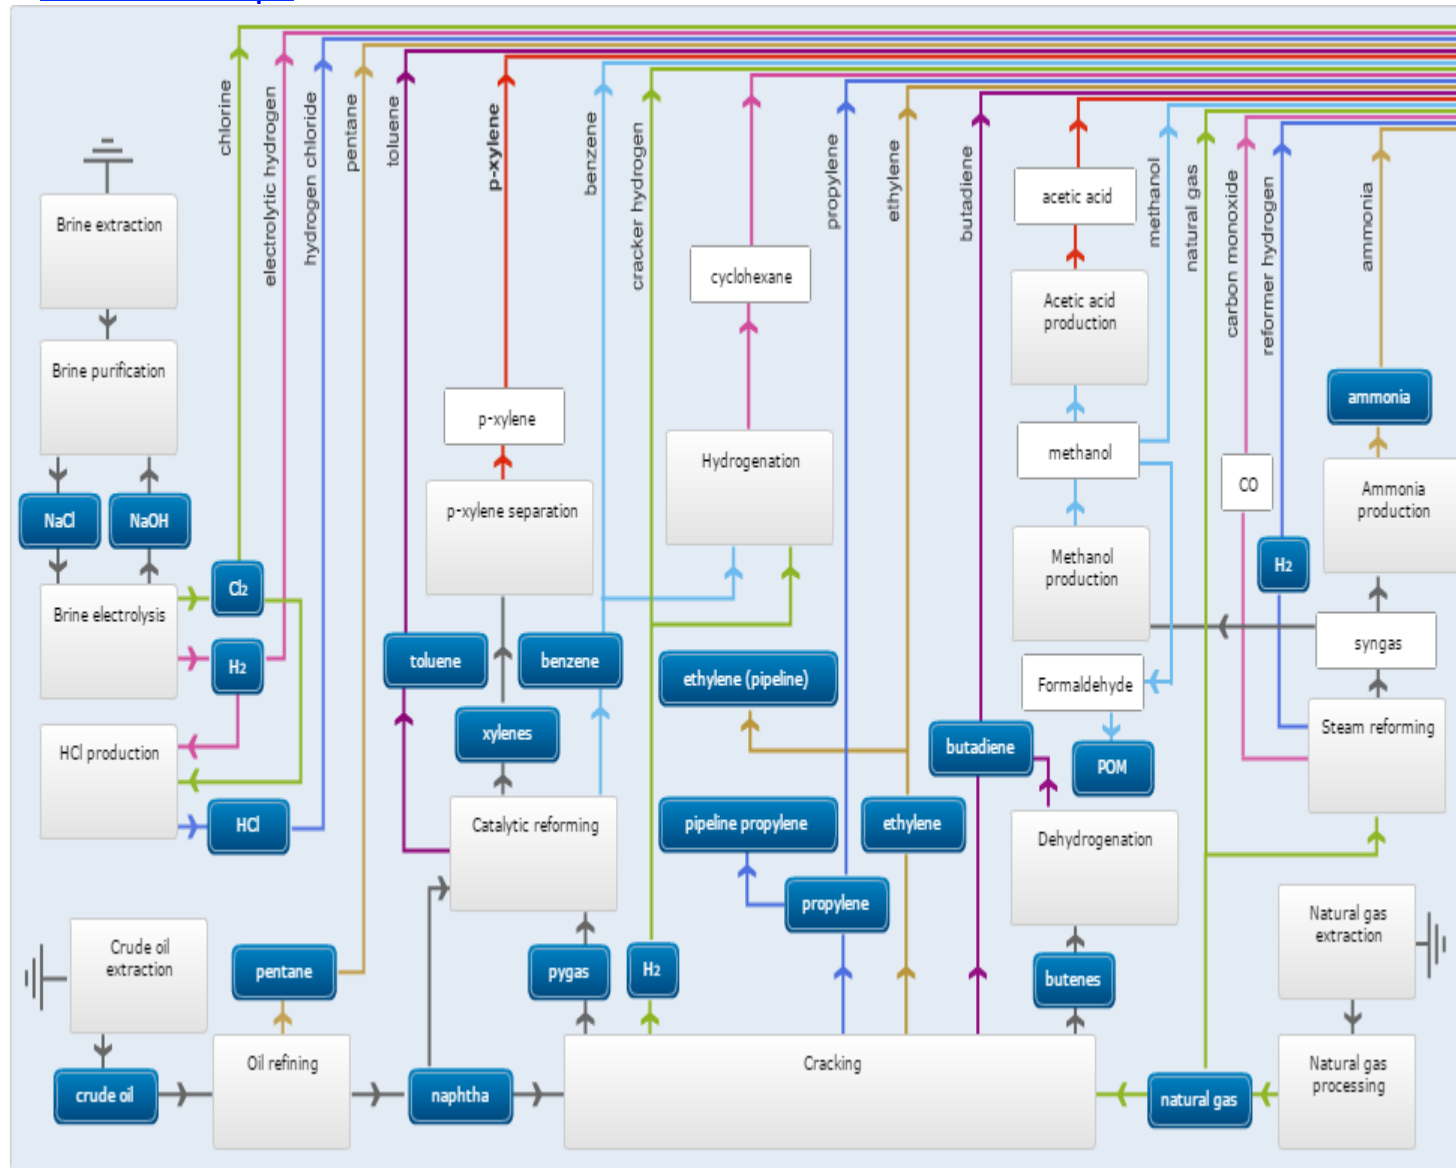 chlorine
electrolytic hydrogen
hydrogen chloride
pentane
toluene
p-xylene
benzene
cracker hydrogen
propylene
ethylene
butadiene
methanol
natural gas
carbon monoxide
reformer hydrogen
ammonia
acetic acid
Brine extraction
cyclohexane
Acetic acid
production
Brine purification
ammonia
p-xylene
methanol
Hydrogenation
CO
Ammonia
production
NaCl
NaOH
p-xylene separation
Methanol
production
H2
Cl2
Brine electrolysis
syngas
H2
toluene
benzene
ethylene (pipeline)
Formaldehyde
xylenes
Steam reforming
HCl production
butadiene
POM
HCl
Catalytic reforming
pipeline propylene
ethylene
Dehydrogenation
propylene
Natural gas
extraction
Crude oil
extraction
pentane
pygas
H2
butenes
Oil refining
Cracking
Natural gas
processing
crude oil
naphtha
natural gas